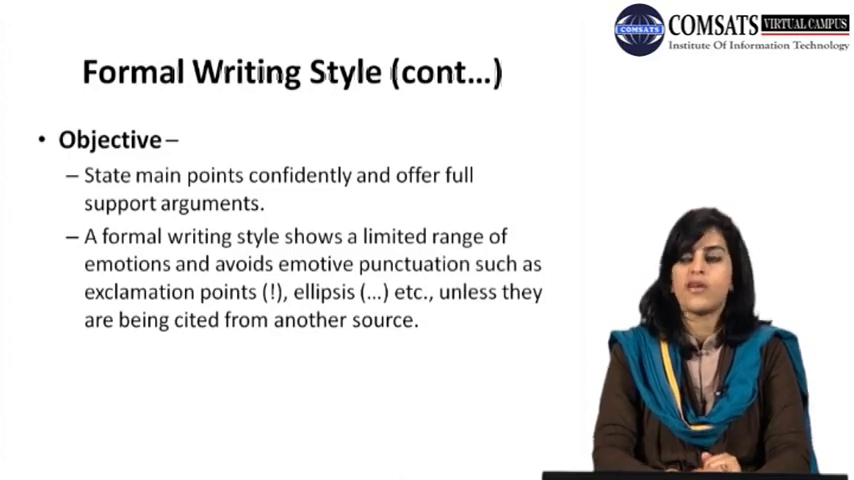 COMSATS VIRTUAL CAMPUS
Institute Of Information Technology
COMSATS
Formal Writing Style (cont...)
• Objective –
– State main points confidently and offer full
support arguments.
– A formal writing style shows a limited range of
emotions and avoids emotive punctuation such as
exclamation points (!), ellipsis (...) etc., unless they
are being cited from another source.